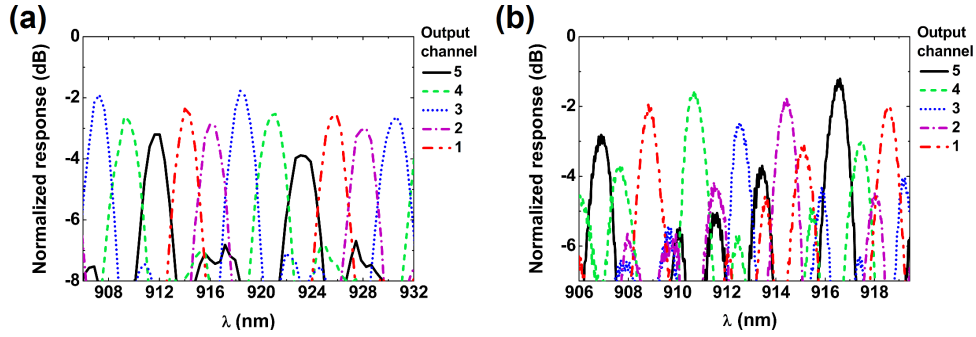 (a)
Normalized response (dB)
0
-2
-4
-6
-8
908 912 916 920 924 928 932
λ (nm)
Output
channel
5
4
3
2
1
(b)
Normalized response (dB)
0
-2
-4
-6
906 908 910 912 914 916 918
λ (nm)
Output
channel
5
4
3
2
1